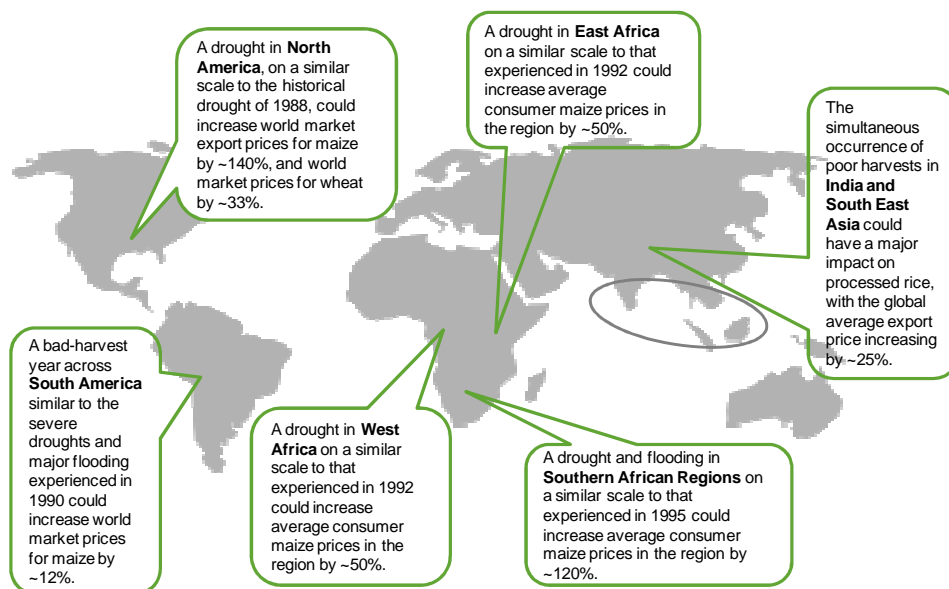 A drought in North
America, on a similar
scale to the historical
drought of 1988, could
increase world market
export prices for maize
by ~140%, and world
market prices for wheat
by ~33%.
A drought in East Africa
on a similar scale to that
experienced in 1992 could
increase average
consumer maize prices in
the region by ~50%.
The
simultaneous
occurrence of
poor harvests in
India and
South East
Asia could
have a major
impact on
processed rice,
with the global
average export
price increasing
by ~25%.
A bad-harvest
year across
South America
similar to the
severe
droughts and
major flooding
experienced in
1990 could
increase world
market prices
for maize by
~12%.
A drought in West
Africa on a similar
scale to that
experienced in 1992
could increase
average consumer
maize prices in the
region by ~50%.
A drought and flooding in
Southern African Regions on
a similar scale to that
experienced in 1995 could
increase average consumer
maize prices in the region by
~120%.